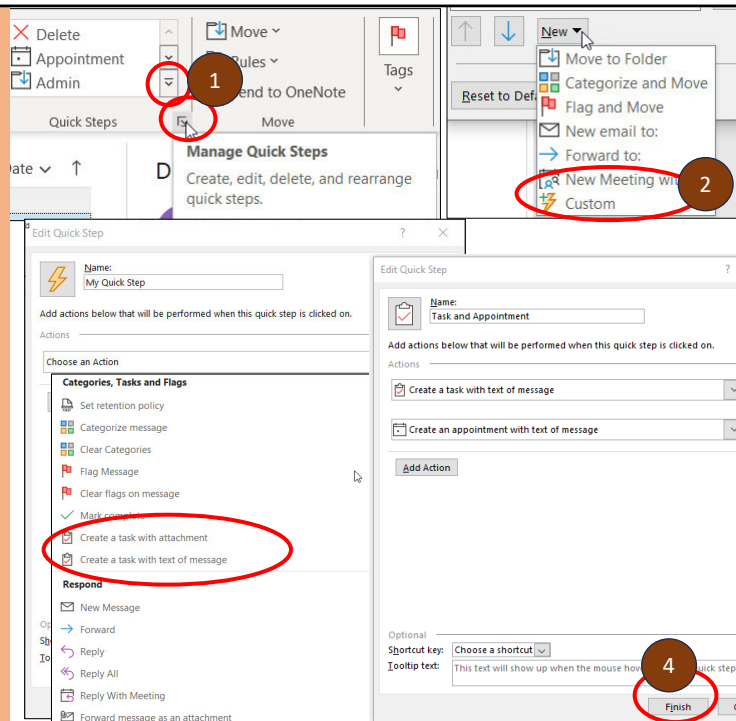 Delete
Appointment
Admin
Quick Steps
Move
Rules
end to OneNote
Move
Tags
1
Date
D
Manage Quick Steps
Create, edit, delete, and rearrange
quick steps.
New
Move to Folder
Categorize and Move
Flag and Move
New email to:
Forward to:
New Meeting wi
Custom
Reset to Def
2
Edit Quick Step ?
Name:
My Quick Step
Add actions below that will be performed when this quick step is clicked on.
Actions
Choose an Action
Categories, Tasks and Flags
Set retention policy
Categorize message
Clear Categories
Flag Message
Clear flags on message
Mark complete
Create a task with attachment
Create a task with text of message
Respond
New Message
Forward
Reply
Reply All
Reply With Meeting
Forward message as an attachment
Op
Sh
To
Edit Quick Step ?
Name:
Task and Appointment
Add actions below that will be performed when this quick step is clicked on.
Actions
Create a task with text of message
Create an appointment with text of message
Add Action
Optional
Shortcut key: Choose a shortcut
Tooltip text: This text will show up when the mouse hov uick step
4
Finish